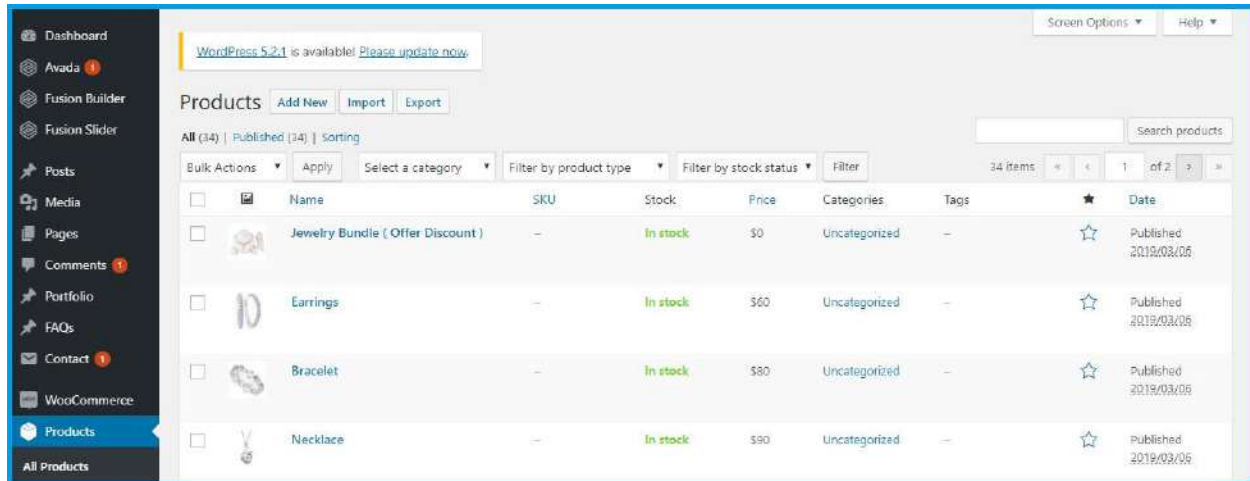 Dashboard
Avada 1
Fusion Builder
Fusion Slider
Posts
Media
Pages
Comments 1
Portfolio
FAQs
Contact 1
WooCommerce
Products
All Products
Screen Options ▼ Help ▼
WordPress 5.2.1 is available! Please update now.
Products Add New Import Export
All (34) | Published (34) | Sorting
Search products
Bulk Actions ▼ Apply Select a category ▼ Filter by product type ▼ Filter by stock status ▼ Filter 34 items « ‹ 1 of 2 › »
Name SKU Stock Price Categories Tags ★ Date
Jewelry Bundle ( Offer Discount ) – In stock $0 Uncategorized – ☆ Published
2019/03/06
Earrings – In stock $60 Uncategorized – ☆ Published
2019/03/06
Bracelet – In stock $80 Uncategorized – ☆ Published
2019/03/06
Necklace – In stock $90 Uncategorized – ☆ Published
2019/03/06